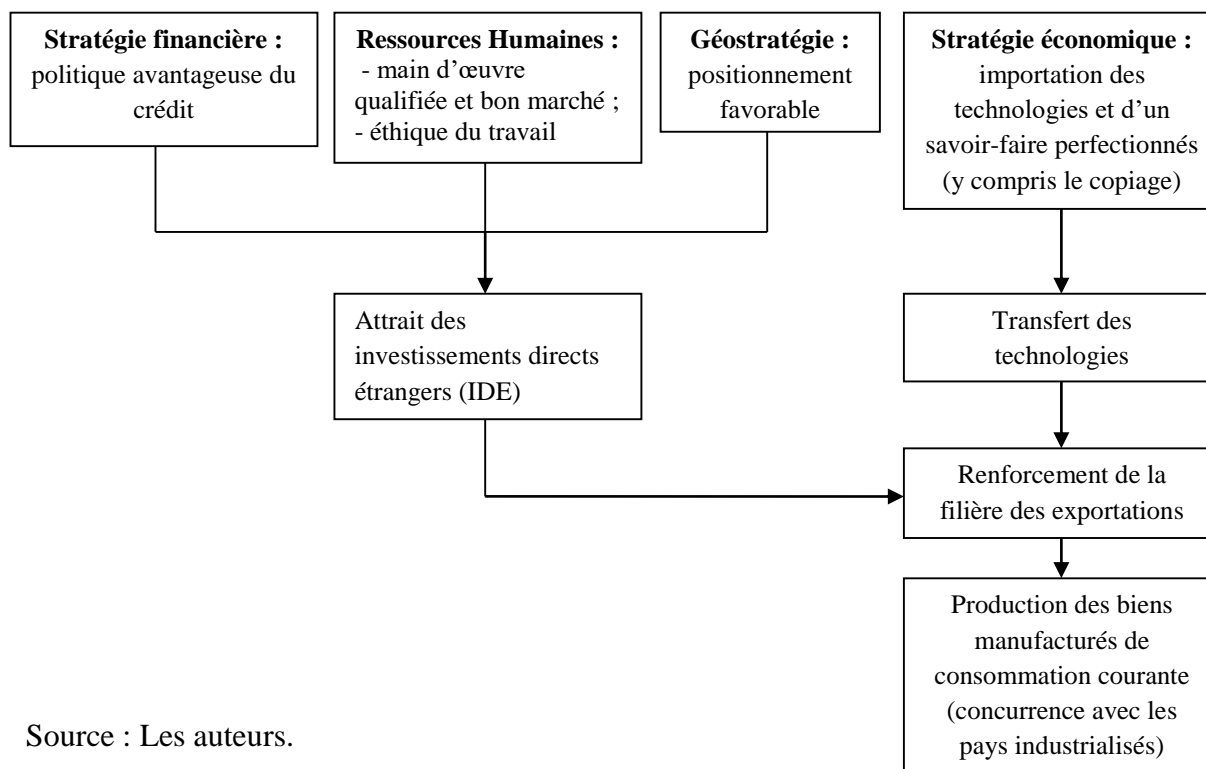 Stratégie financière :
politique avantageuse du
crédit
Ressources Humaines :
- main d'œuvre
qualifiée et bon marché ;
- éthique du travail
Géostratégie :
positionnement
favorable
Stratégie économique :
importation des
technologies et d'un
savoir-faire perfectionnés
(y compris le copiage)
Attrait des
investissements directs
étrangers (IDE)
Transfert des
technologies
Renforcement de la
filière des exportations
Production des biens
manufacturés de
consommation courante
(concurrence avec les
pays industrialisés)
Source : Les auteurs.